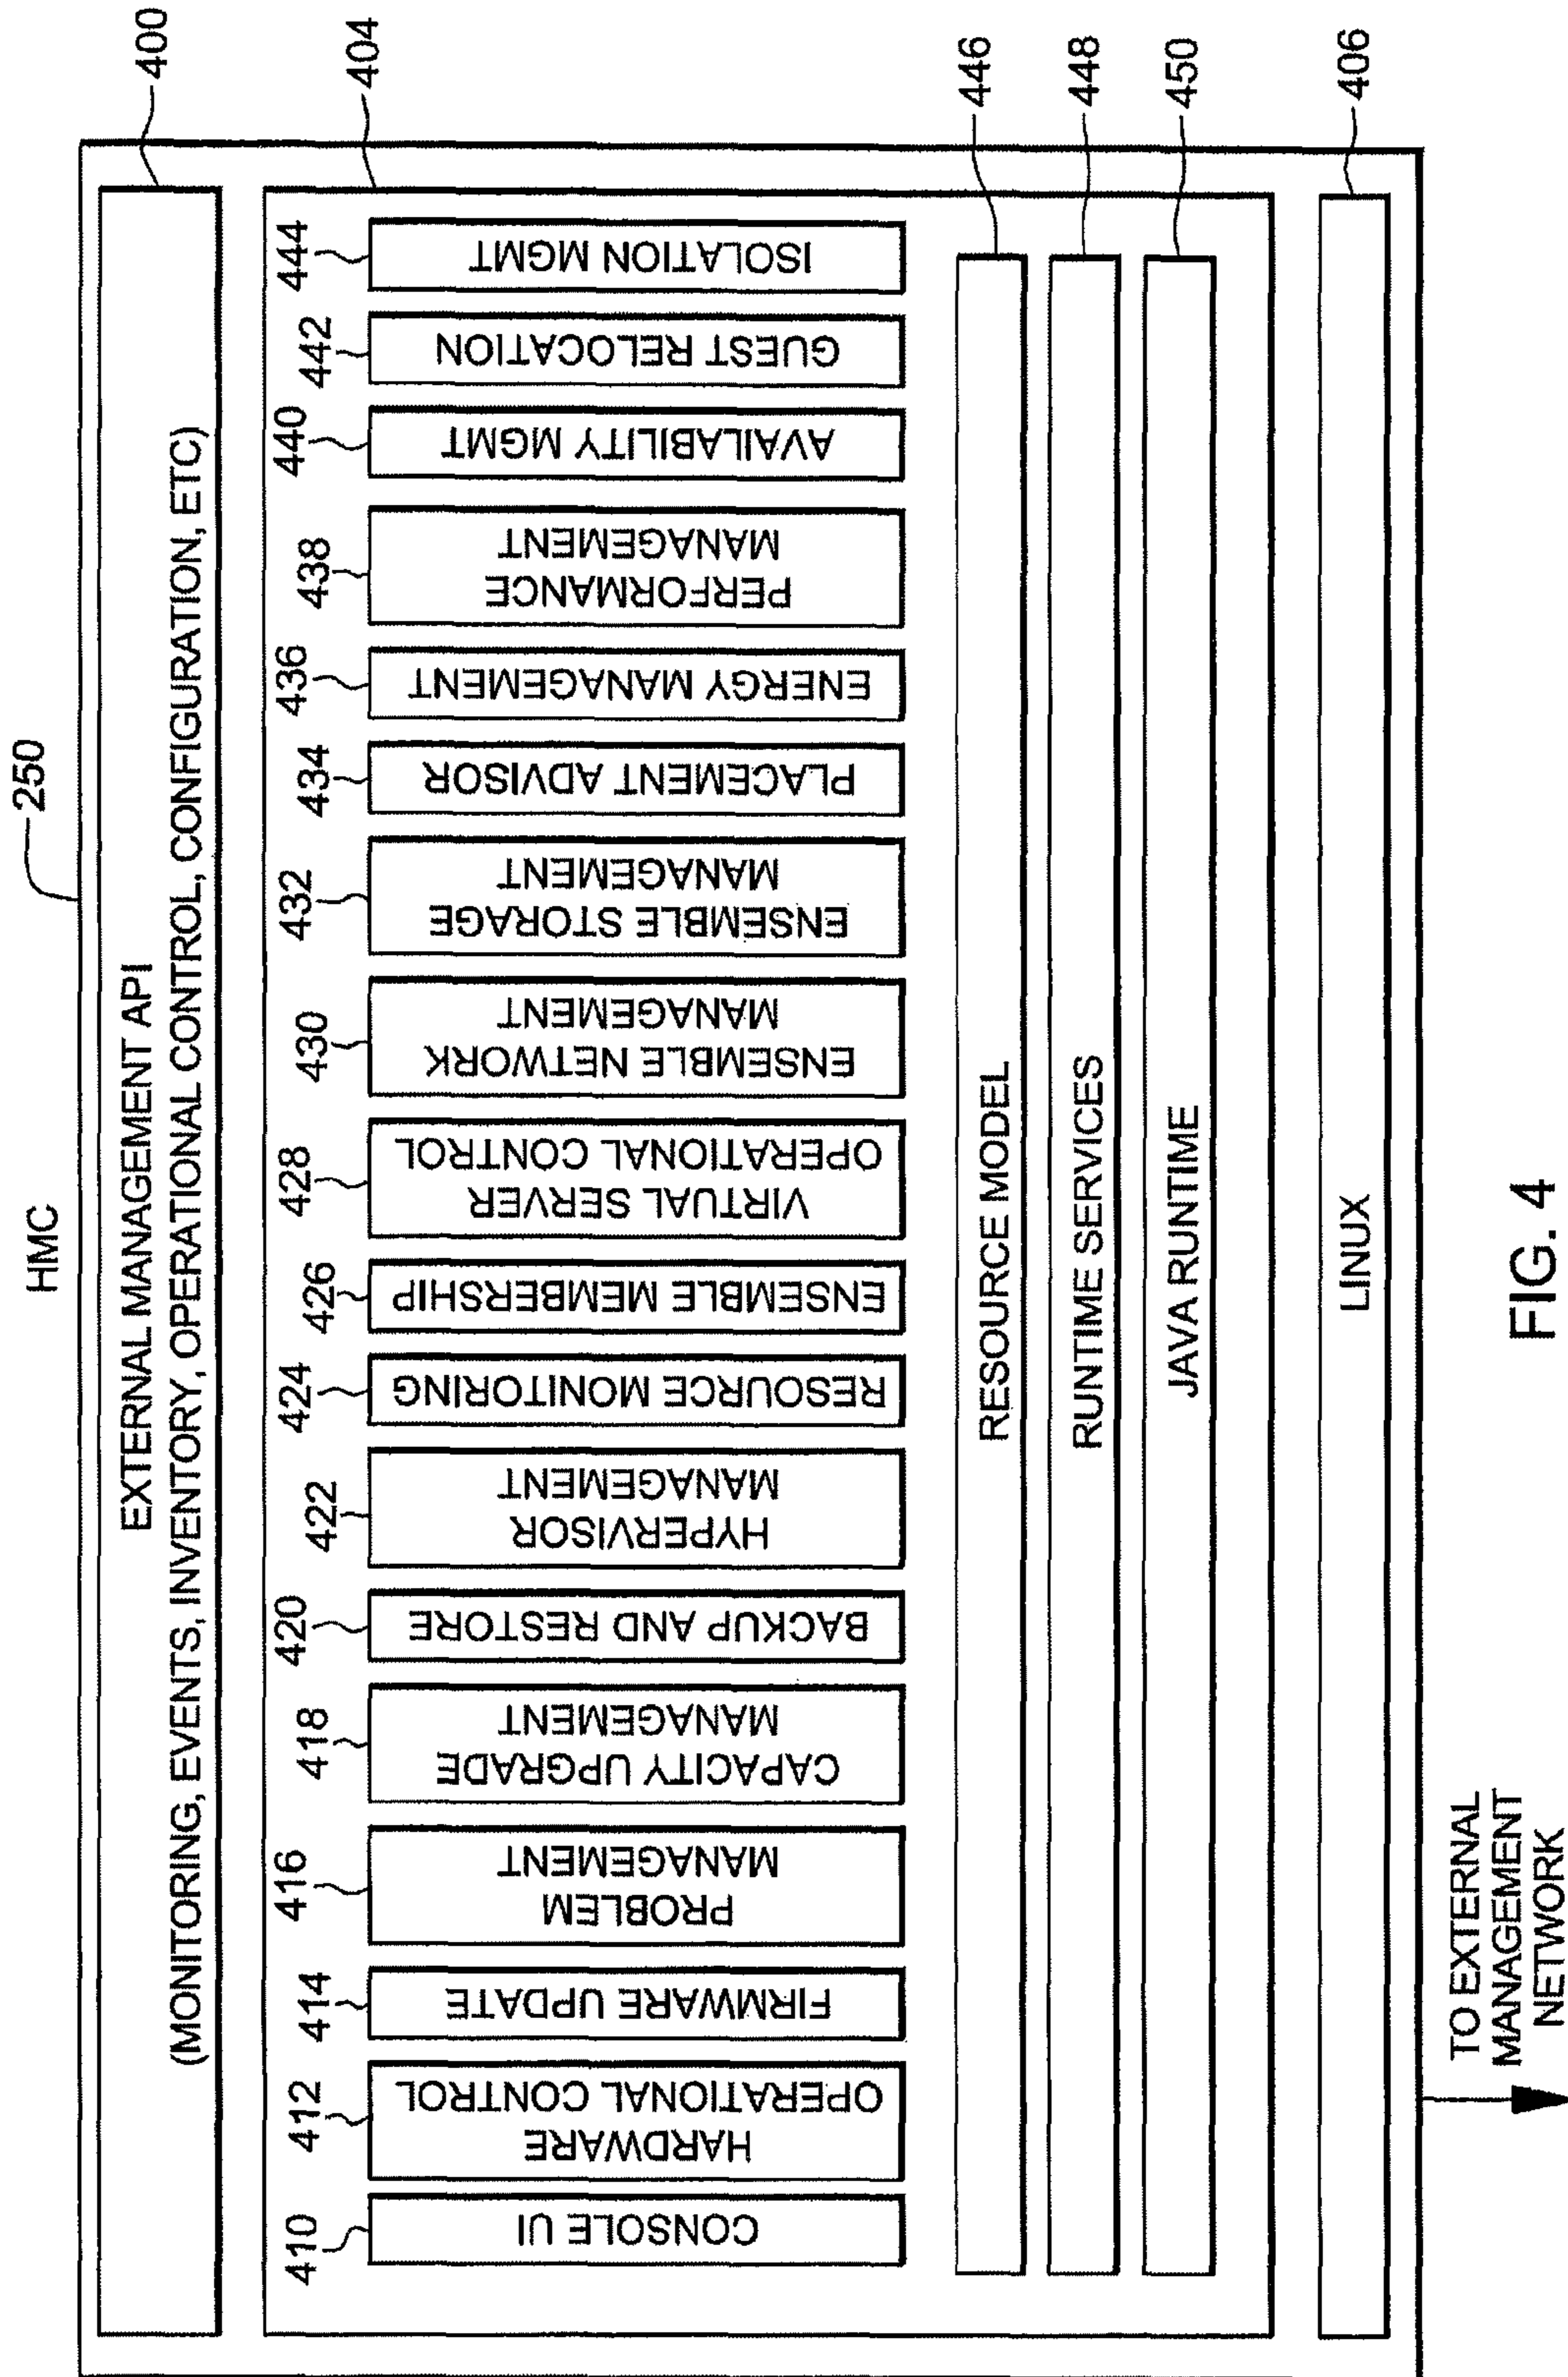 HMC
250
EXTERNAL MANAGEMENT API
(MONITORING, EVENTS, INVENTORY, OPERATIONAL CONTROL, CONFIGURATION, ETC)
400
404
410
CONSOLE UI
412
HARDWARE
OPERATIONAL CONTROL
414
FIRMWARE UPDATE
416
PROBLEM
MANAGEMENT
418
CAPACITY UPGRADE
MANAGEMENT
420
BACKUP AND RESTORE
422
HYPERVISOR
MANAGEMENT
424
RESOURCE MONITORING
426
ENSEMBLE MEMBERSHIP
428
VIRTUAL SERVER
OPERATIONAL CONTROL
430
ENSEMBLE NETWORK
MANAGEMENT
432
ENSEMBLE STORAGE
MANAGEMENT
434
PLACEMENT ADVISOR
436
ENERGY MANAGEMENT
438
PERFORMANCE
MANAGEMENT
440
AVAILABILITY MGMT
442
GUEST RELOCATION
444
ISOLATION MGMT
RESOURCE MODEL
446
RUNTIME SERVICES
448
JAVA RUNTIME
450
LINUX
406
TO EXTERNAL
MANAGEMENT
NETWORK
FIG. 4